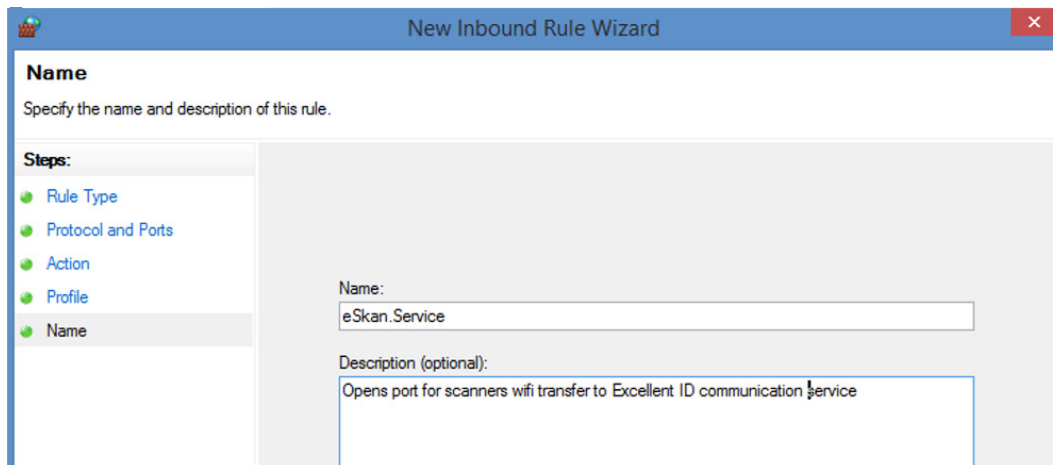 New Inbound Rule Wizard
Name
Specify the name and description of this rule.
Steps:
Rule Type
Protocol and Ports
Action
Profile
Name
Name:
eSkan.Service
Description (optional):
Opens port for scanners wifi transfer to Excellent ID communication service